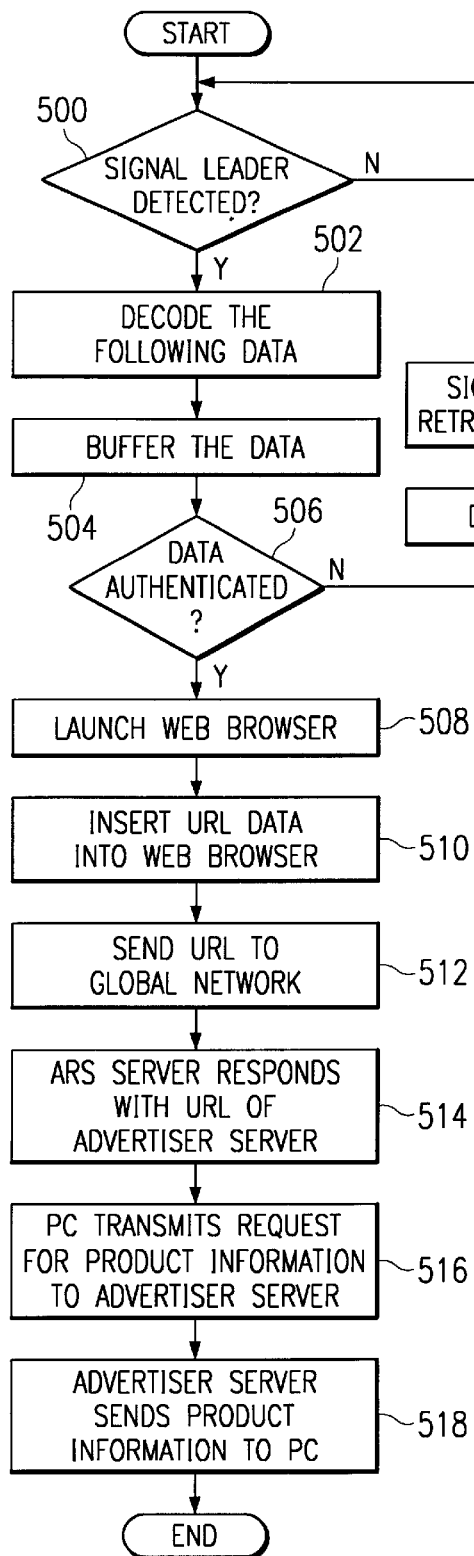 START
500
SIGNAL LEADER
DETECTED?
N
Y
502
DECODE THE
FOLLOWING DATA
BUFFER THE DATA
504
506
DATA
AUTHENTICATED
?
N
Y
LAUNCH WEB BROWSER
508
INSERT URL DATA
INTO WEB BROWSER
510
SEND URL TO
GLOBAL NETWORK
512
ARS SERVER RESPONDS
WITH URL OF
ADVERTISER SERVER
514
PC TRANSMITS REQUEST
FOR PRODUCT INFORMATION
TO ADVERTISER SERVER
516
ADVERTISER SERVER
SENDS PRODUCT
INFORMATION TO PC
518
END